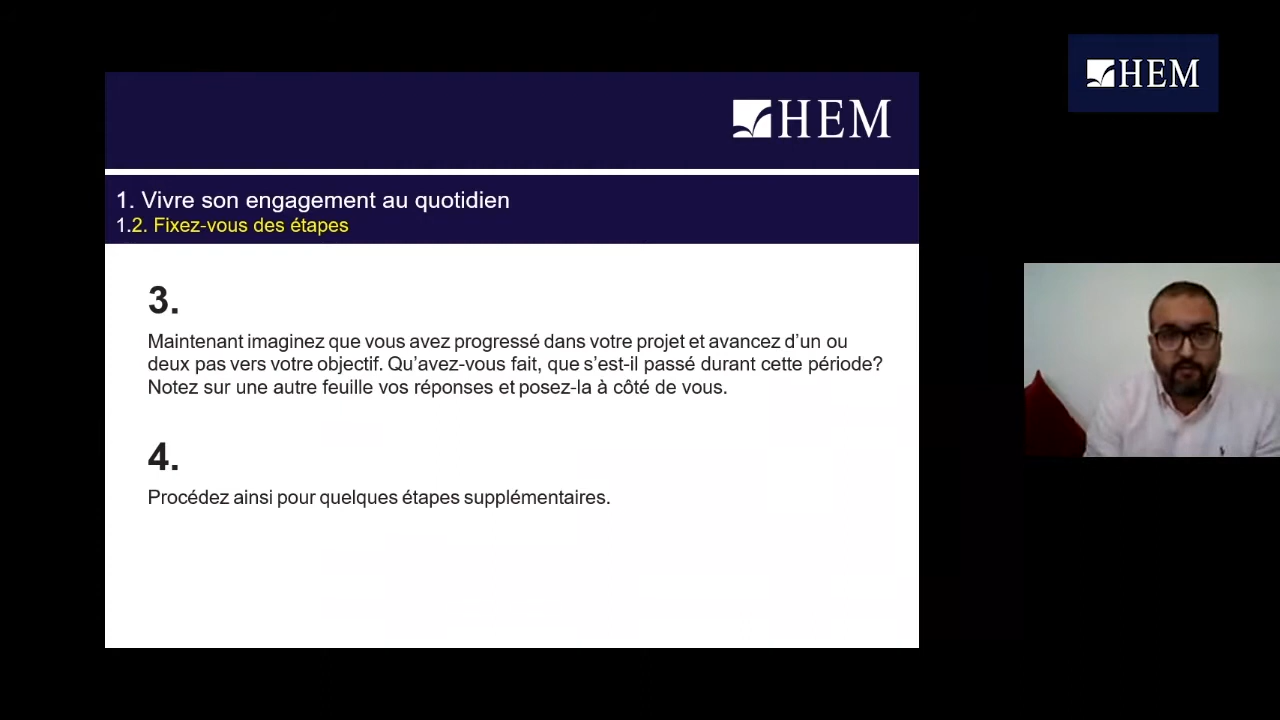 HEM
HEM
1. Vivre son engagement au quotidien
1.2. Fixez-vous des étapes
3.
Maintenant imaginez que vous avez progressé dans votre projet et avancez d’un ou
deux pas vers votre objectif. Qu’avez-vous fait, que s’est-il passé durant cette période?
Notez sur une autre feuille vos réponses et posez-la à côté de vous.
4.
Procédez ainsi pour quelques étapes supplémentaires.